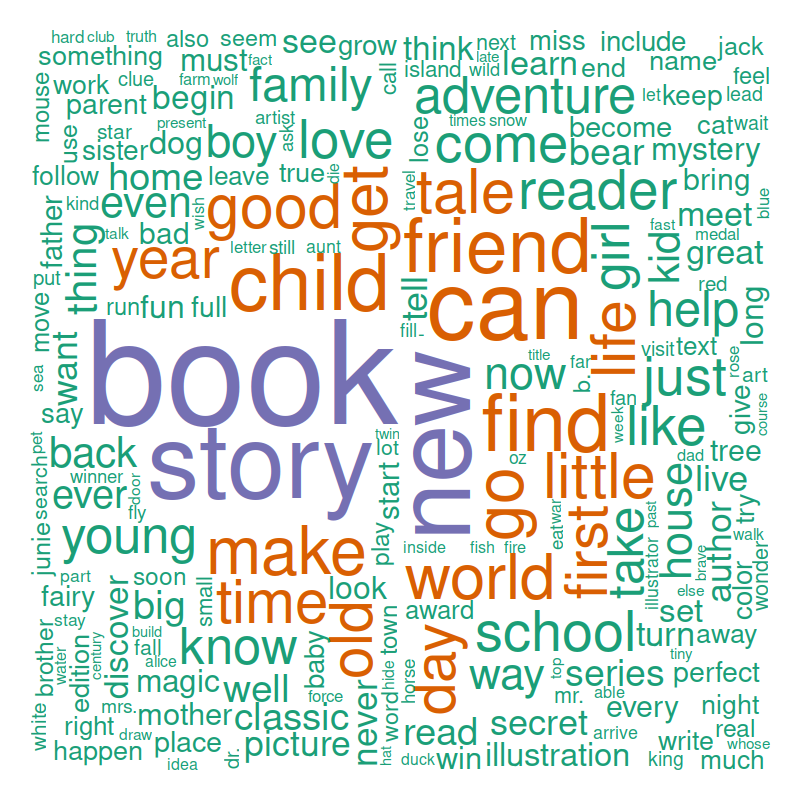 hard club truth
something also seem see grow think next miss include jack
mouse work clue must fact call island late wild learn end name feel
parent begin farm wolf family adventure let keep lead
use star present artist ask boy love lose come times snow become cat wait
sister dog bear mystery
follow home leave true die get travel tale reader bring blue
father kind even wish good friend girl kid meet medal
thing talk bad year letter still aunt child tell can fast great
put run fun full life help red long
move want book fill - new now b. far title visit text rose art
sea say story find fan just give course
back winner twin lot oz week like tree
junie search pet ever door fly start go little dad live try
young play inside fish fire eat war first take house author past walk
part soon make time world illustrator brave color wonder
fairy big small look award else
stay discover old day school set turn away
brother build fall know baby town top tiny
water century alice magic well hide horse way series perfect
edition mrs. force never word mr. able every night
white right mother classic read secret arrive real
draw place picture hat win illustration write whose
happen idea dr. duck king much